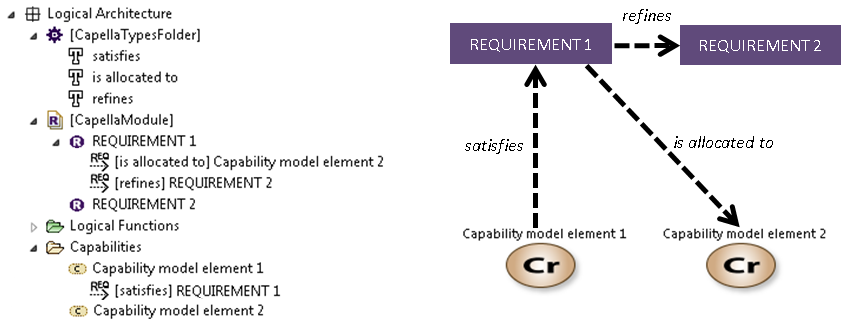 Logical Architecture
[CapellaTypesFolder]
satisfies
is allocated to
refines
[CapellaModule]
REQUIREMENT 1
[is allocated to] Capability model element 2
[refines] REQUIREMENT 2
REQUIREMENT 2
Logical Functions
Capabilities
Capability model element 1
[satisfies] REQUIREMENT 1
Capability model element 2
refines
REQUIREMENT 1
REQUIREMENT 2
satisfies
is allocated to
Capability model element 1
Capability model element 2
Cr
Cr